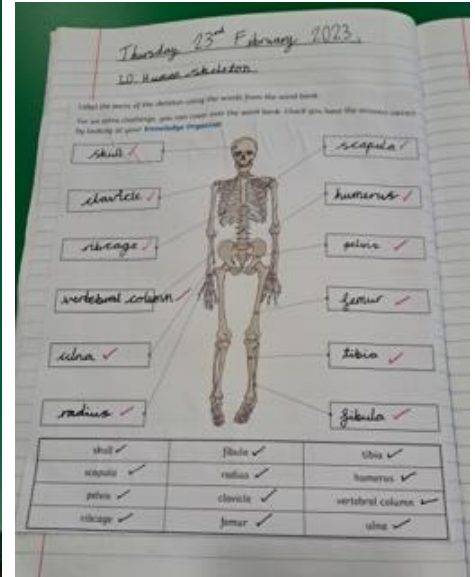 Thursday 23rd February 2023.
LO Human skeleton
Label the parts of the skeleton using the words from the word bank.
For an extra challenge, you can cover over the word bank. Check you have the answers correct
by looking at your Knowledge Organiser
skull
scapula
clavicle
humerus
ribcage
pelvis
vertebral column
femur
ulna
tibia
radius
fibula
skull fibula tibia
scapula radius humerus
pelvis clavicle vertebral column
ribcage femur ulna